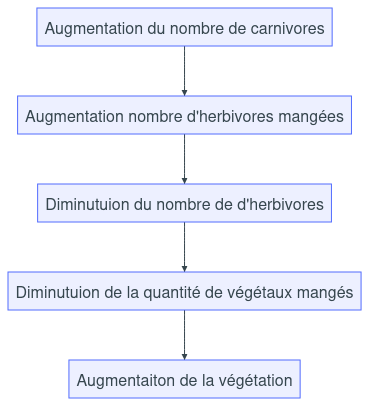 Augmentation du nombre de carnivores
Augmentation nombre d'herbivores mangées
Diminutuion du nombre de d'herbivores
Diminutuion de la quantité de végétaux mangés
Augmentaiton de la végétation